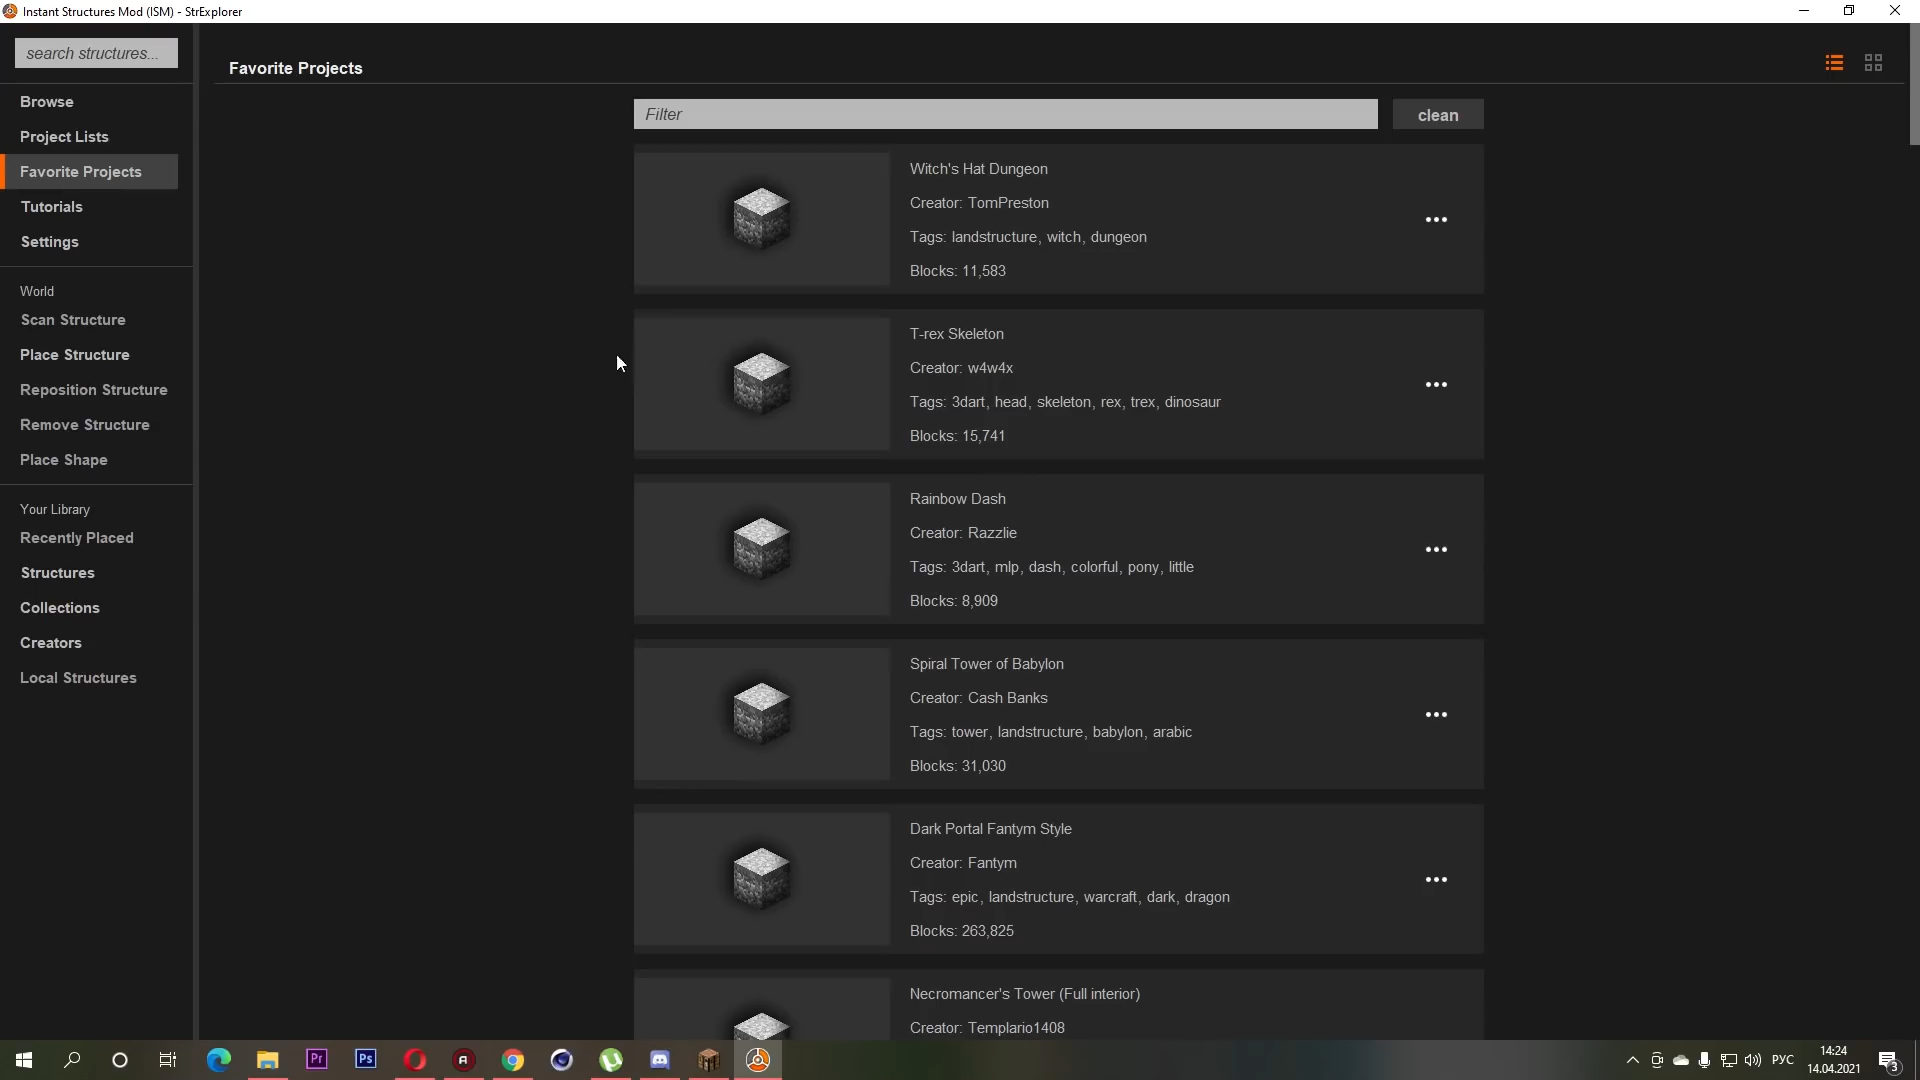 Instant Structures Mod (ISM) - StrExplorer
search structures...
Browse
Project Lists
Favorite Projects
Tutorials
Settings
World
Scan Structure
Place Structure
Reposition Structure
Remove Structure
Place Shape
Your Library
Recently Placed
Structures
Collections
Creators
Local Structures
Favorite Projects
Filter
clean
Witch's Hat Dungeon
Creator: TomPreston
Tags: landstructure, witch, dungeon
Blocks: 11,583
T-rex Skeleton
Creator: w4w4x
Tags: 3dart, head, skeleton, rex, trex, dinosaur
Blocks: 15,741
Rainbow Dash
Creator: Razzlie
Tags: 3dart, mlp, dash, colorful, pony, little
Blocks: 8,909
Spiral Tower of Babylon
Creator: Cash Banks
Tags: tower, landstructure, babylon, arabic
Blocks: 31,030
Dark Portal Fantym Style
Creator: Fantym
Tags: epic, landstructure, warcraft, dark, dragon
Blocks: 263,825
Necromancer's Tower (Full interior)
Creator: Templario1408
Pr
Ps
A
РУС
14:24
14.04.2021
3